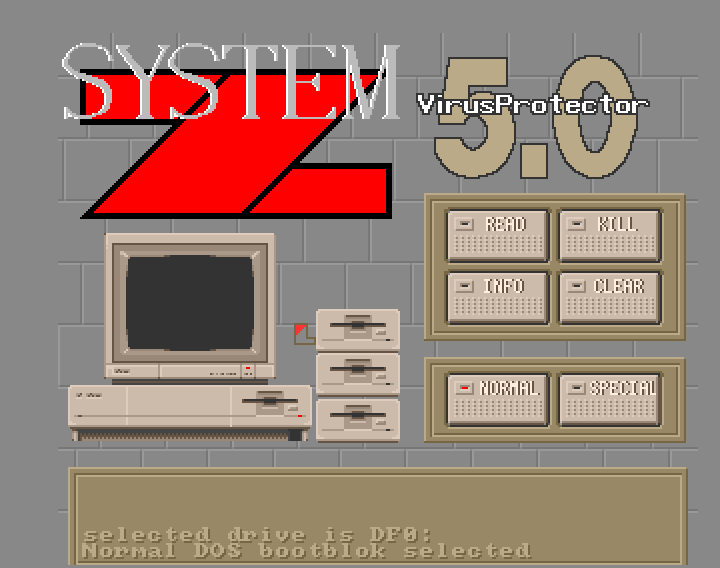 SYSTEM
Z
5.0
VirusProtector
READ
KILL
INFO
CLEAR
NORMAL
SPECIAL
selected drive is DF0:
Normal DOS bootblok selected